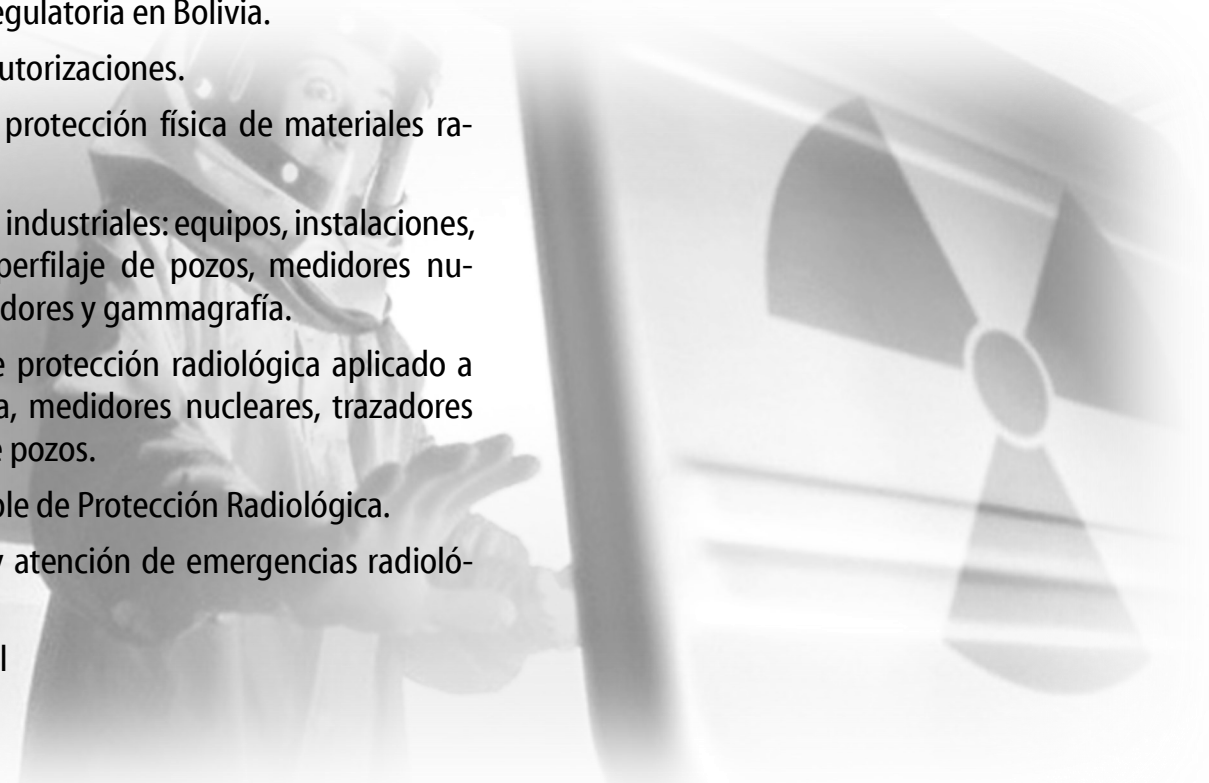 egulatoria en Bolivia.
utorizaciones.
protección física de materiales ra-
industriales: equipos, instalaciones,
perfilaje de pozos, medidores nu-
dores y gammagrafía.
e protección radiológica aplicado a
a, medidores nucleares, trazadores
e pozos.
ble de Protección Radiológica.
y atención de emergencias radioló-
l